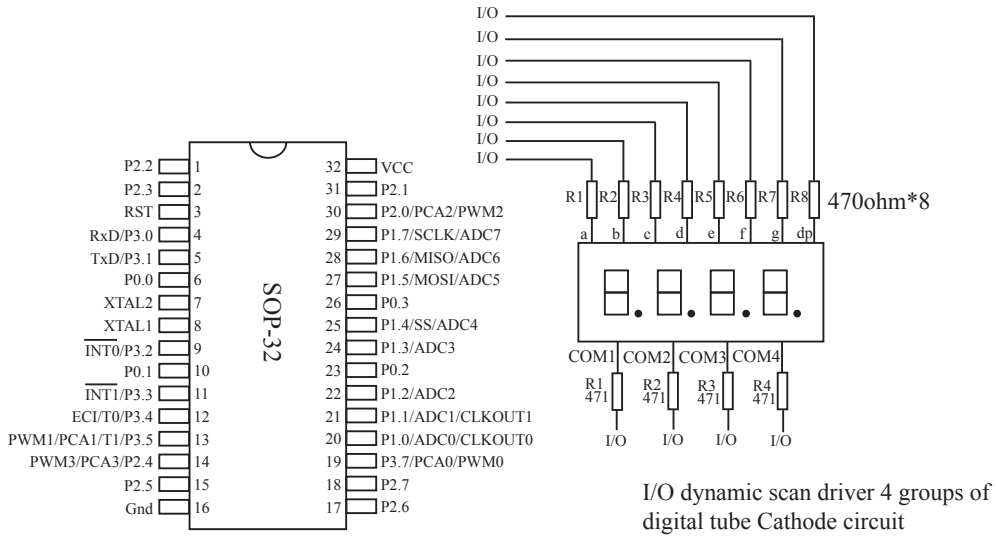 I/O
I/O
I/O
I/O
I/O
I/O
I/O
I/O
R1 R2 R3 R4 R5 R6 R7 R8 470ohm*8
a b c d e f g dp
COM1 COM2 COM3 COM4
R1 471 R2 471 R3 471 R4 471
I/O I/O I/O I/O
I/O dynamic scan driver 4 groups of
digital tube Cathode circuit
SOP-32
P2.2 1 32 VCC
P2.3 2 31 P2.1
RST 3 30 P2.0/PCA2/PWM2
RxD/P3.0 4 29 P1.7/SCLK/ADC7
TxD/P3.1 5 28 P1.6/MISO/ADC6
P0.0 6 27 P1.5/MOSI/ADC5
XTAL2 7 26 P0.3
XTAL1 8 25 P1.4/SS/ADC4
INT0/P3.2 9 24 P1.3/ADC3
P0.1 10 23 P0.2
INT1/P3.3 11 22 P1.2/ADC2
ECI/T0/P3.4 12 21 P1.1/ADC1/CLKOUT1
PWM1/PCA1/T1/P3.5 13 20 P1.0/ADC0/CLKOUT0
PWM3/PCA3/P2.4 14 19 P3.7/PCA0/PWM0
P2.5 15 18 P2.7
Gnd 16 17 P2.6